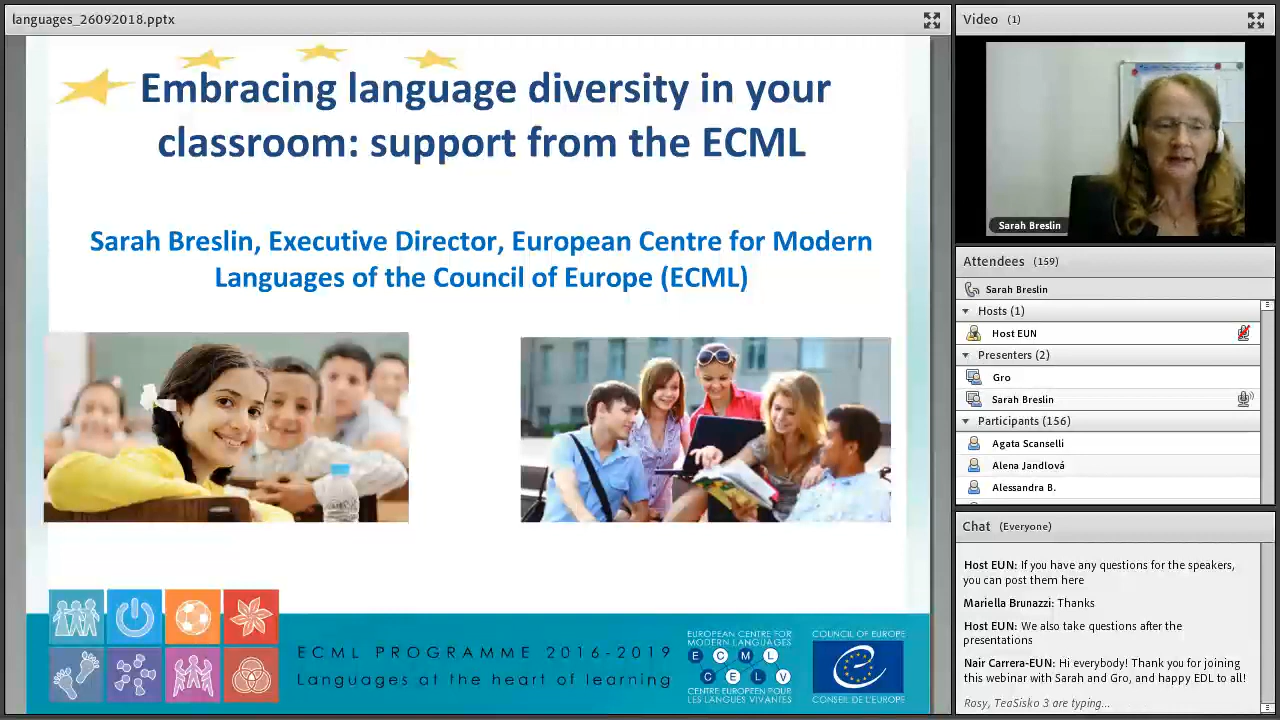 languages_26092018.pptx
Embracing language diversity in your
classroom: support from the ECML
Sarah Breslin, Executive Director, European Centre for Modern
Languages of the Council of Europe (ECML)
ECML PROGRAMME 2016-2019
Languages at the heart of learning
EUROPEAN CENTRE FOR
MODERN LANGUAGES
E C M L
C E L V
CENTRE EUROPEEN POUR
LES LANGUES VIVANTES
COUNCIL OF EUROPE
CONSEIL DE L'EUROPE
Video (1)
Sarah Breslin
Attendees (159)
Sarah Breslin
Hosts (1)
Host EUN
Presenters (2)
Gro
Sarah Breslin
Participants (156)
Agata Scanselli
Alena Jandlová
Alessandra B.
Chat (Everyone)
Host EUN: If you have any questions for the speakers,
you can post them here
Mariella Brunazzi: Thanks
Host EUN: We also take questions after the
presentations
Nair Carrera-EUN: Hi everybody! Thank you for joining
this webinar with Sarah and Gro, and happy EDL to all!
Rosy, TeaSisko 3 are typing...